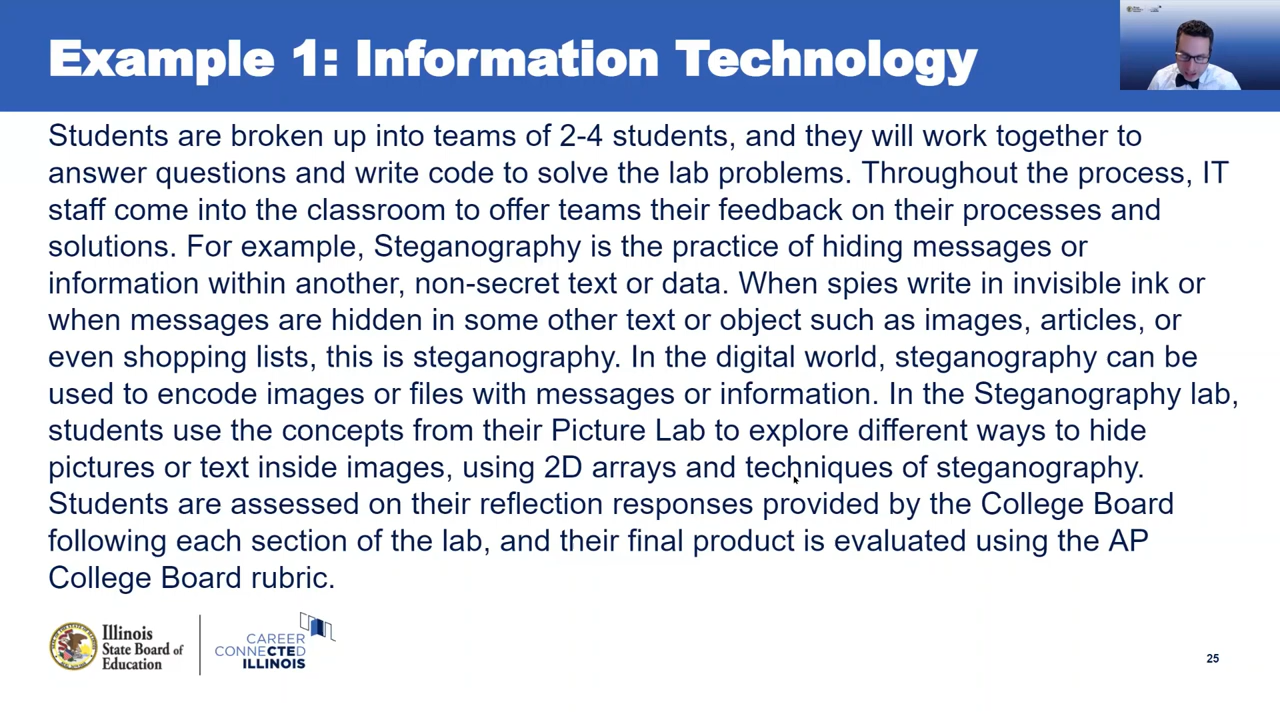 Example 1: Information Technology
Students are broken up into teams of 2-4 students, and they will work together to
answer questions and write code to solve the lab problems. Throughout the process, IT
staff come into the classroom to offer teams their feedback on their processes and
solutions. For example, Steganography is the practice of hiding messages or
information within another, non-secret text or data. When spies write in invisible ink or
when messages are hidden in some other text or object such as images, articles, or
even shopping lists, this is steganography. In the digital world, steganography can be
used to encode images or files with messages or information. In the Steganography lab,
students use the concepts from their Picture Lab to explore different ways to hide
pictures or text inside images, using 2D arrays and techniques of steganography.
Students are assessed on their reflection responses provided by the College Board
following each section of the lab, and their final product is evaluated using the AP
College Board rubric.
Illinois
State Board of
Education
CAREER
CONNECTED
ILLINOIS
25